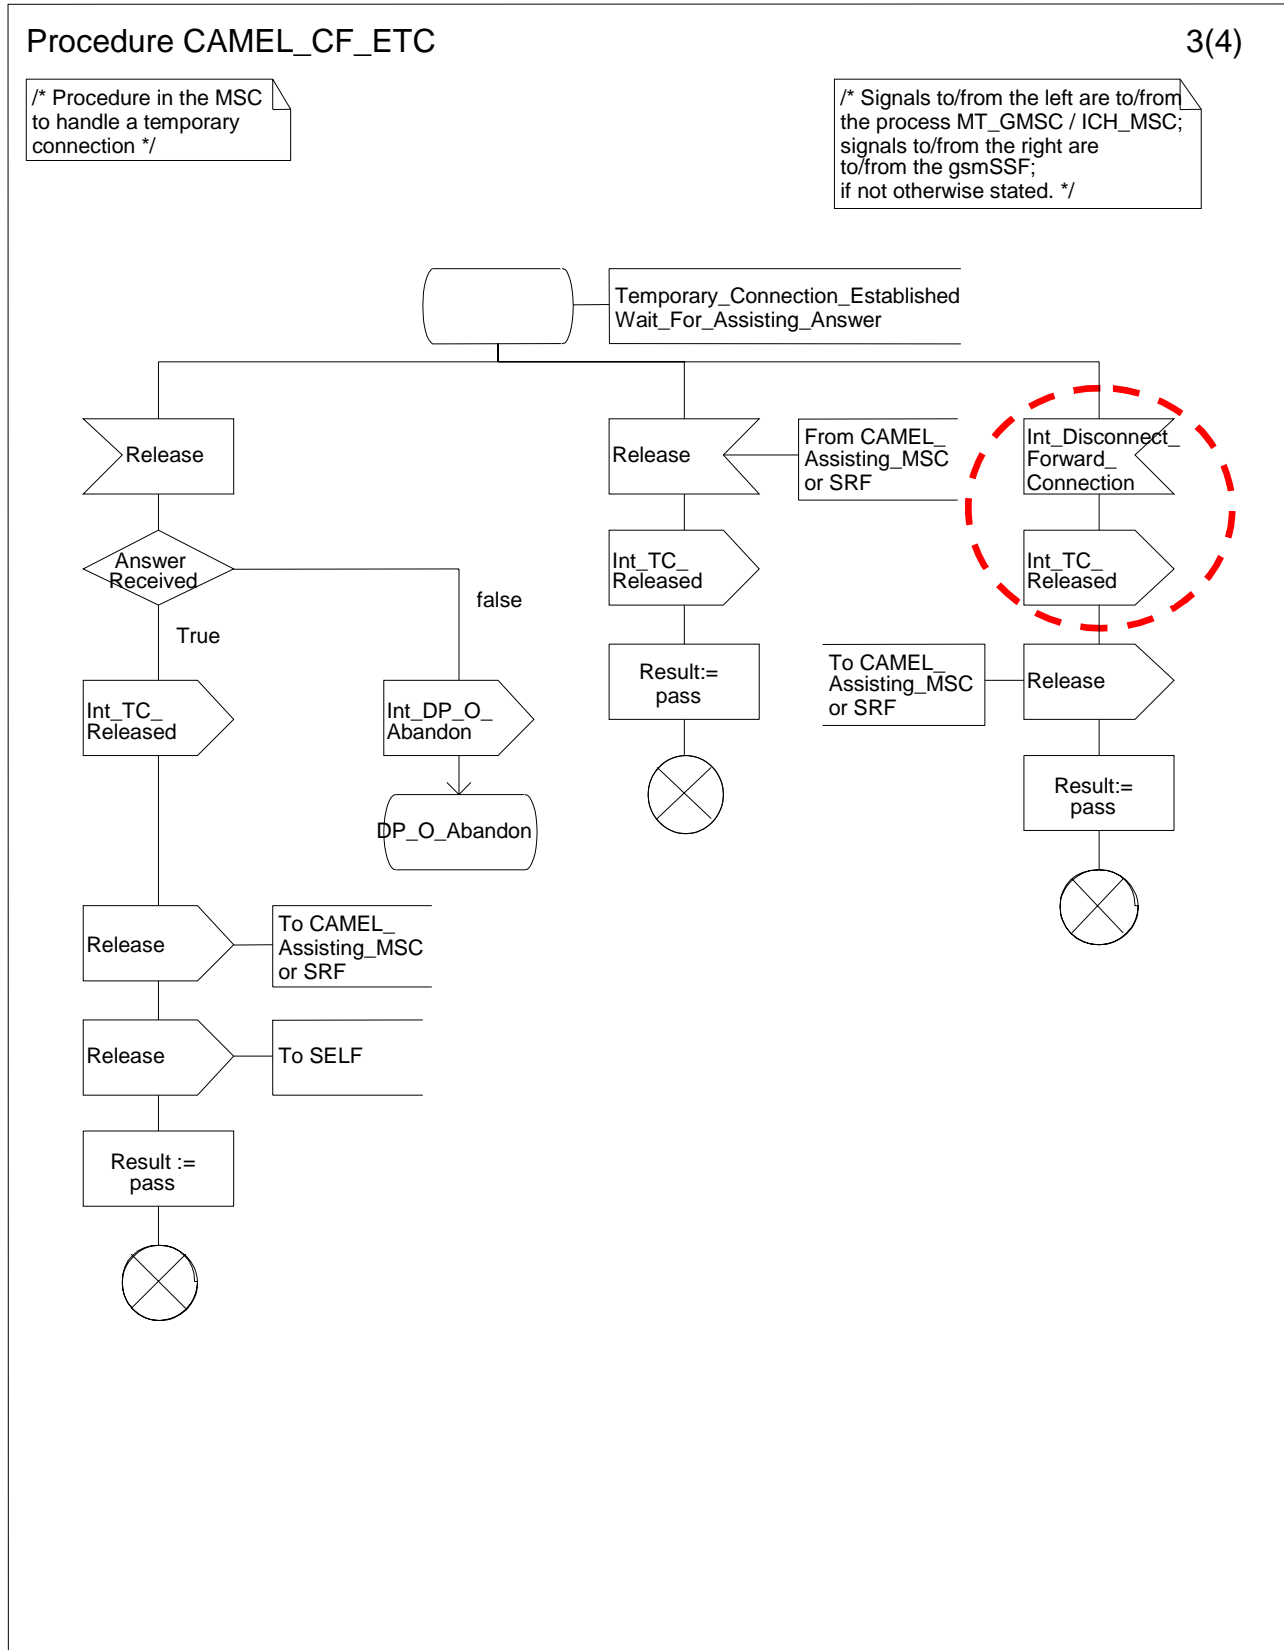 Procedure CAMEL_CF_ETC
3(4)
/* Procedure in the MSC
to handle a temporary
connection */
/* Signals to/from the left are to/from
the process MT_GMSC / ICH_MSC;
signals to/from the right are
to/from the gsmSSF;
if not otherwise stated. */
Temporary_Connection_Established
Wait_For_Assisting_Answer
Release
Release
From CAMEL_
Assisting_MSC
or SRF
Int_Disconnect_
Forward_
Connection
Answer
Received
false
True
Int_TC_
Released
Int_TC_
Released
Int_TC_
Released
Int_DP_O_
Abandon
Result:=
pass
To CAMEL_
Assisting_MSC
or SRF
Release
DP_O_Abandon
Result:=
pass
Release
To CAMEL_
Assisting_MSC
or SRF
Release
To SELF
Result :=
pass